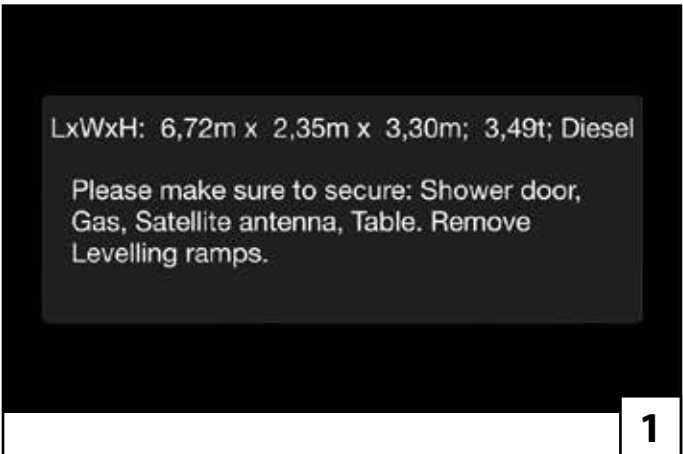 LxWxH: 6,72m x 2,35m x 3,30m; 3,49t; Diesel
Please make sure to secure: Shower door,
Gas, Satellite antenna, Table. Remove
Levelling ramps.
1